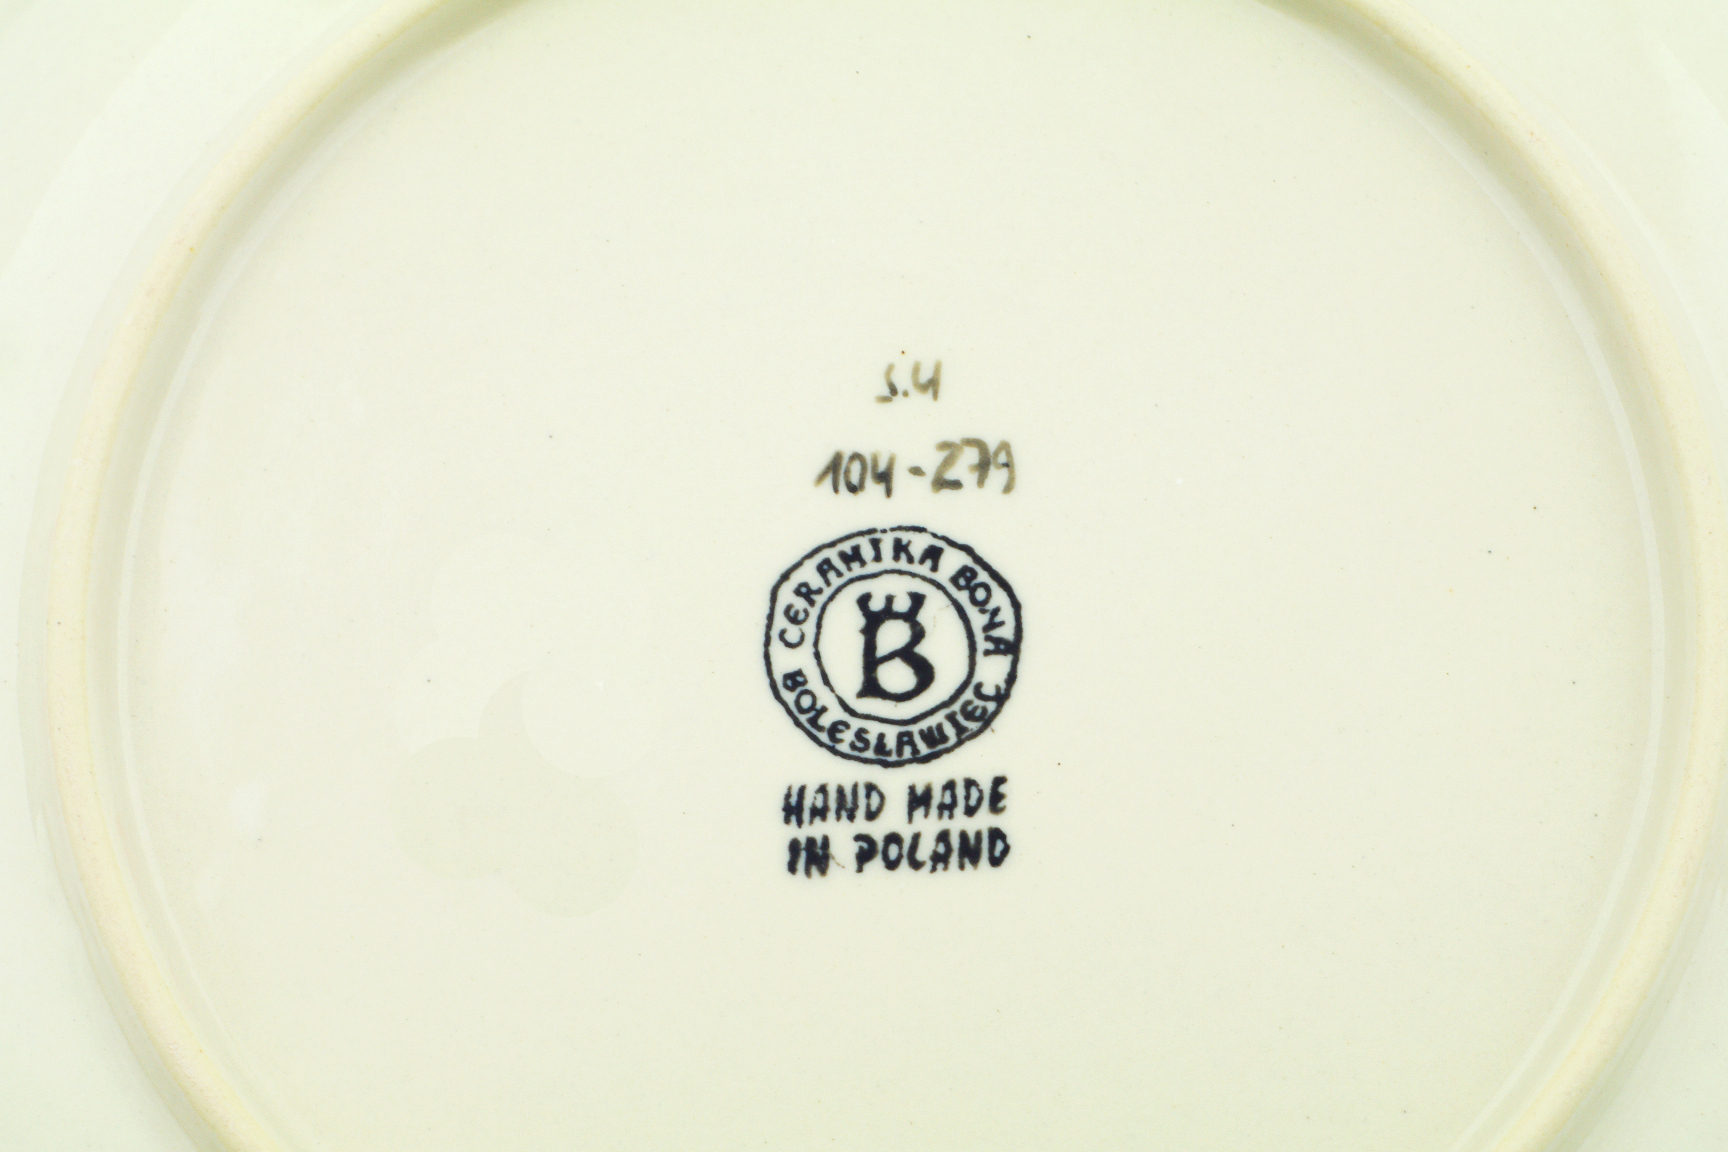 S.4
104-279
CERAMIKA BONA
B
BOLESŁAWIEC
HAND MADE
IN POLAND